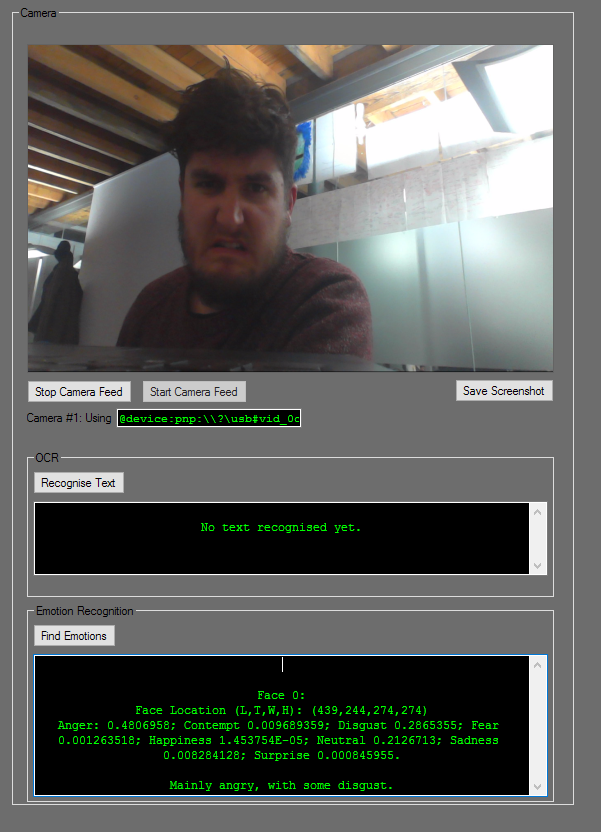 Camera
Stop Camera Feed
Start Camera Feed
Save Screenshot
Camera #1: Using
@device:pnp:\\?\usb#vid_0c
OCR
Recognise Text
No text recognised yet.
Emotion Recognition
Find Emotions
Face 0:
Face Location (L,T,W,H): (439,244,274,274)
Anger: 0.4806958; Contempt 0.009689359; Disgust 0.2865355; Fear
0.001263518; Happiness 1.453754E-05; Neutral 0.2126713; Sadness
0.008284128; Surprise 0.000845955.
Mainly angry, with some disgust.